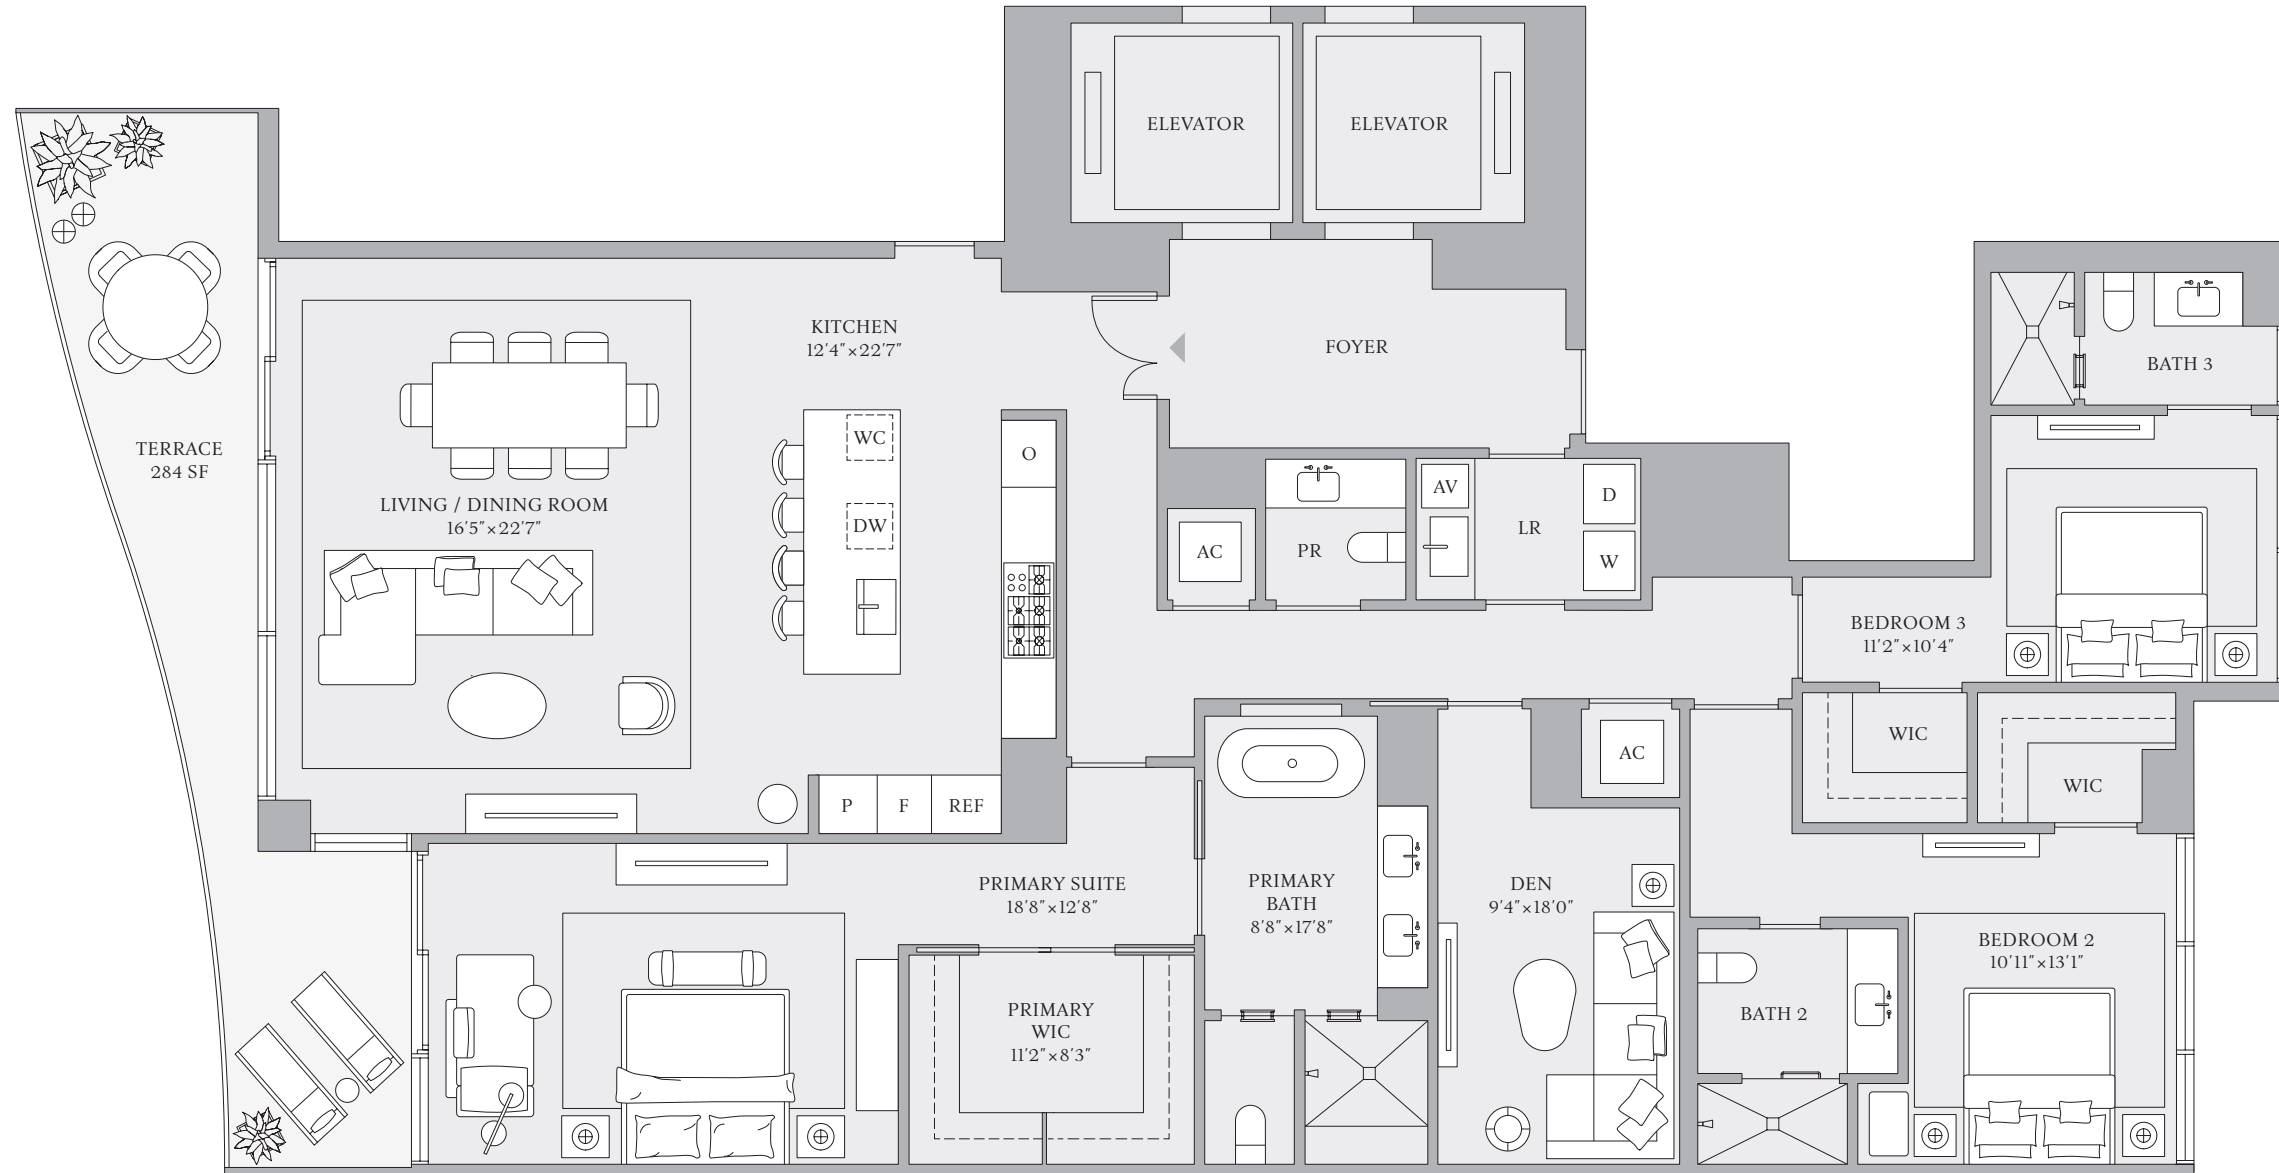 ELEVATOR
ELEVATOR
KITCHEN
12'4"×22'7"
FOYER
BATH 3
TERRACE
284 SF
WC
O
LIVING / DINING ROOM
16'5"×22'7"
DW
AV
D
AC
PR
LR
W
BEDROOM 3
11'2"×10'4"
WIC
WIC
AC
P
F
REF
PRIMARY SUITE
18'8"×12'8"
PRIMARY
BATH
8'8"×17'8"
DEN
9'4"×18'0"
BEDROOM 2
10'11"×13'1"
PRIMARY
WIC
11'2"×8'3"
BATH 2